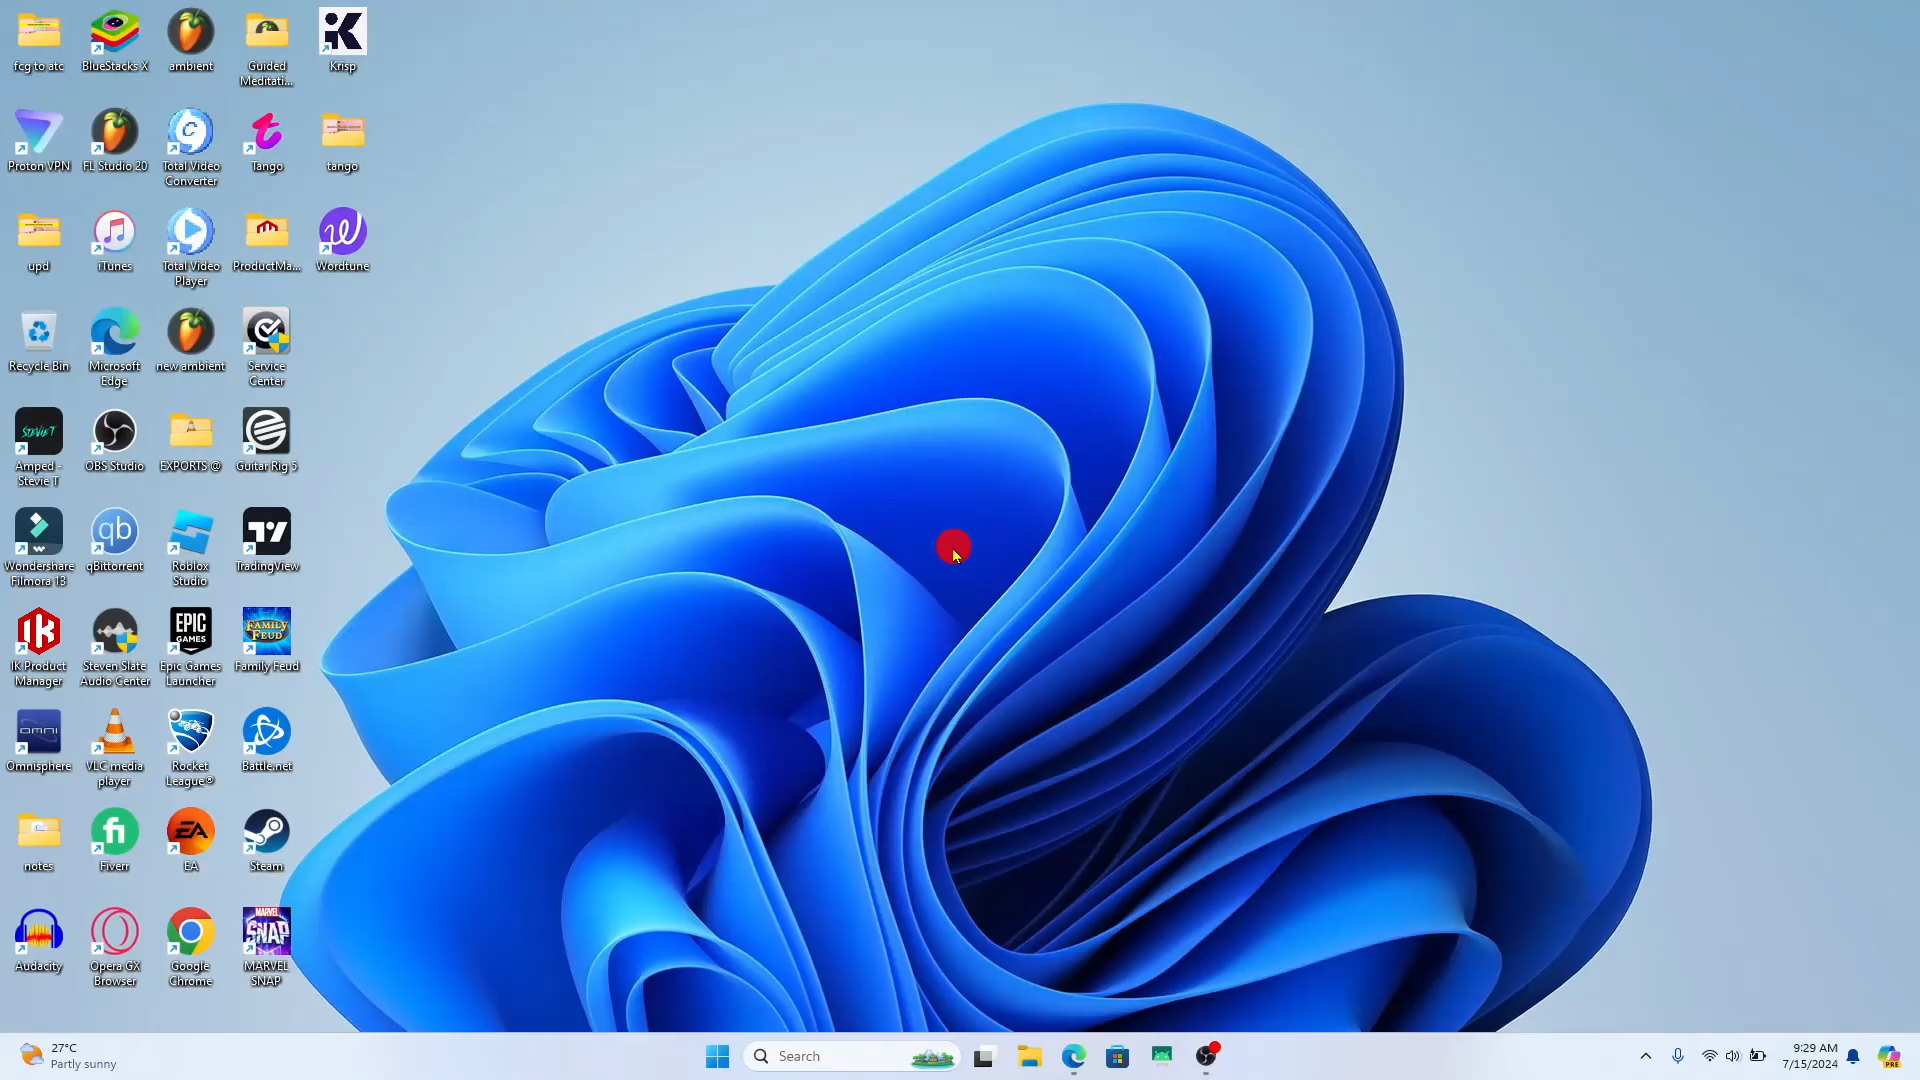 fcg to atc
BlueStacks X
ambient
Guided
Meditati...
Krisp
Proton VPN
FL Studio 20
Total Video
Converter
Tango
tango
upd
iTunes
Total Video
Player
ProductMa...
Wordtune
Recycle Bin
Microsoft
Edge
new ambient
Service
Center
STEVIE T
Amped -
Stevie T
OBS Studio
EXPORTS @
Guitar Rig 5
Wondershare
Filmora 13
qb
qBittorrent
Roblox
Studio
TradingView
IK Product
Manager
Steven Slate
Audio Center
EPIC
GAMES
Epic Games
Launcher
FAMILY
FEUD
Family Feud
OMNI
Omnisphere
VLC media
player
Rocket
League®
Battle.net
notes
fi
Fiverr
EA
EA
Steam
Audacity
Opera GX
Browser
Google
Chrome
MARVEL
SNAP
MARVEL
SNAP
27°C
Partly sunny
Search
9:29 AM
7/15/2024
PRE